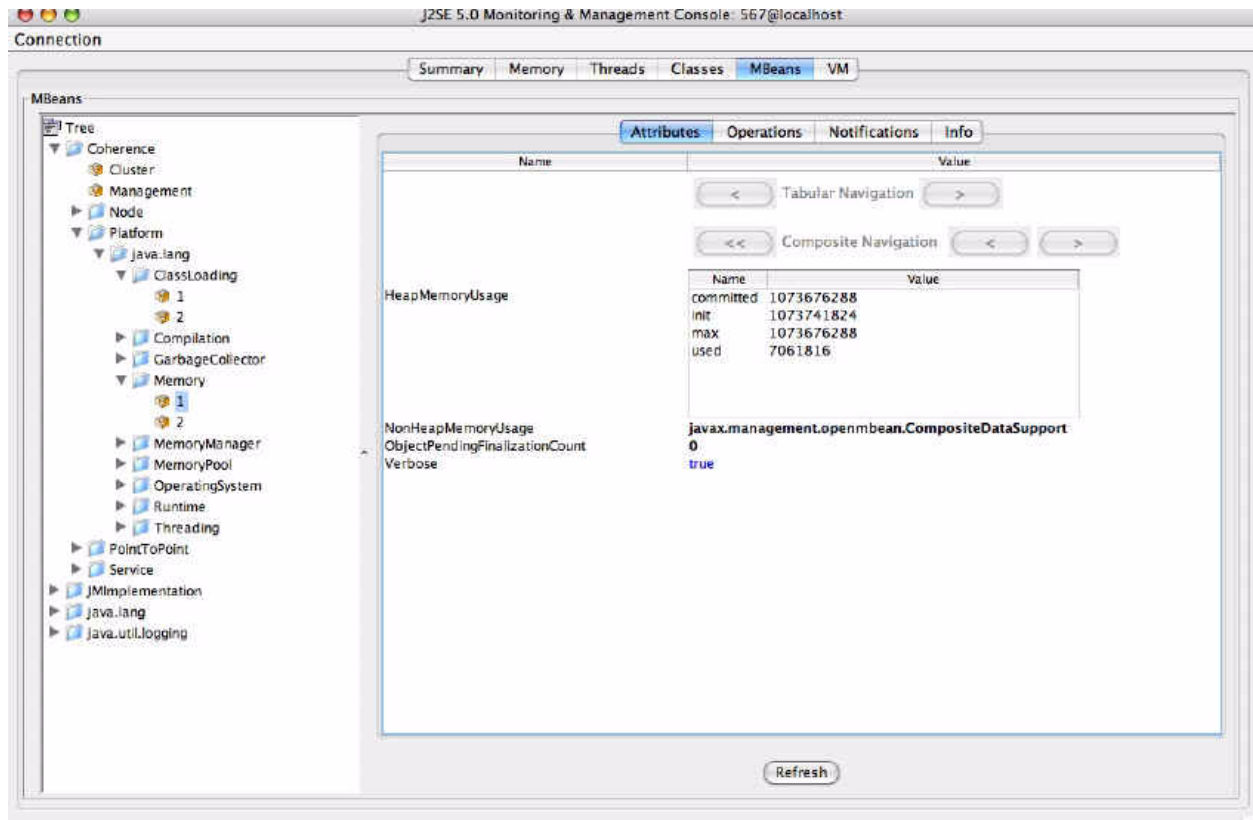 J2SE 5.0 Monitoring & Management Console: 567@localhost
Connection
Summary Memory Threads Classes MBeans VM
MBeans
Tree
Coherence
Cluster
Management
Node
Platform
java.lang
ClassLoading
1
2
Compilation
GarbageCollector
Memory
1
2
MemoryManager
MemoryPool
OperatingSystem
Runtime
Threading
PointToPoint
Service
JMImplementation
java.lang
java.util.logging
Attributes Operations Notifications Info
Name Value
< Tabular Navigation >
<< Composite Navigation < >
Name Value
HeapMemoryUsage
committed 1073676288
init 1073741824
max 1073676288
used 7061816
NonHeapMemoryUsage javax.management.openmbean.CompositeDataSupport
ObjectPendingFinalizationCount 0
Verbose true
Refresh